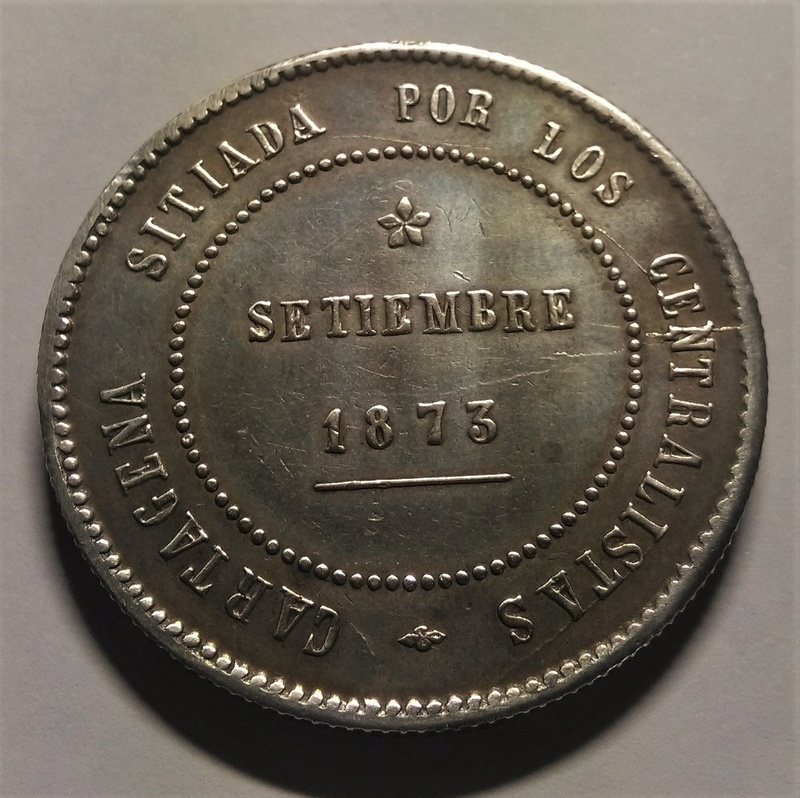 CARTAGENA SITIADA POR LOS CENTRALISTAS
SETIEMBRE
1873